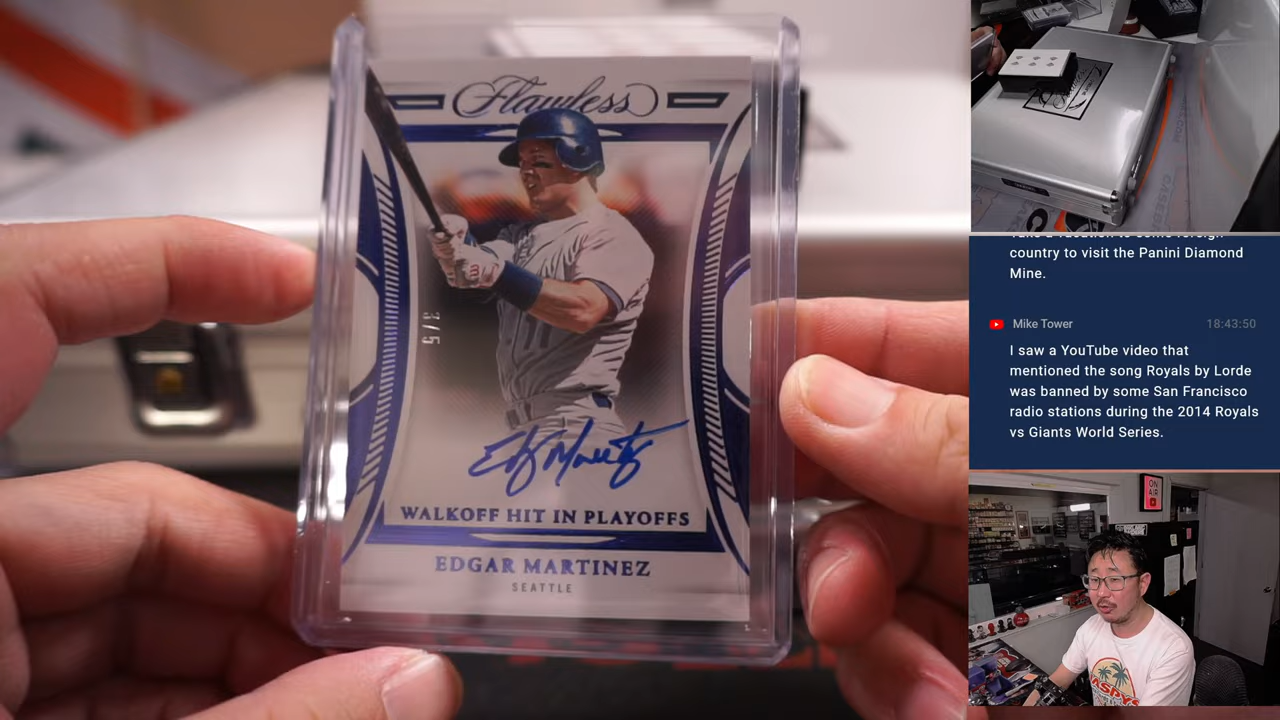 Flawless
3/5
Edgar Martinez
WALKOFF HIT IN PLAYOFFS
EDGAR MARTINEZ
SEATTLE
country to visit the Panini Diamond
Mine.
Mike Tower 18:43:50
I saw a YouTube video that
mentioned the song Royals by Lorde
was banned by some San Francisco
radio stations during the 2014 Royals
vs Giants World Series.
ON
AIR